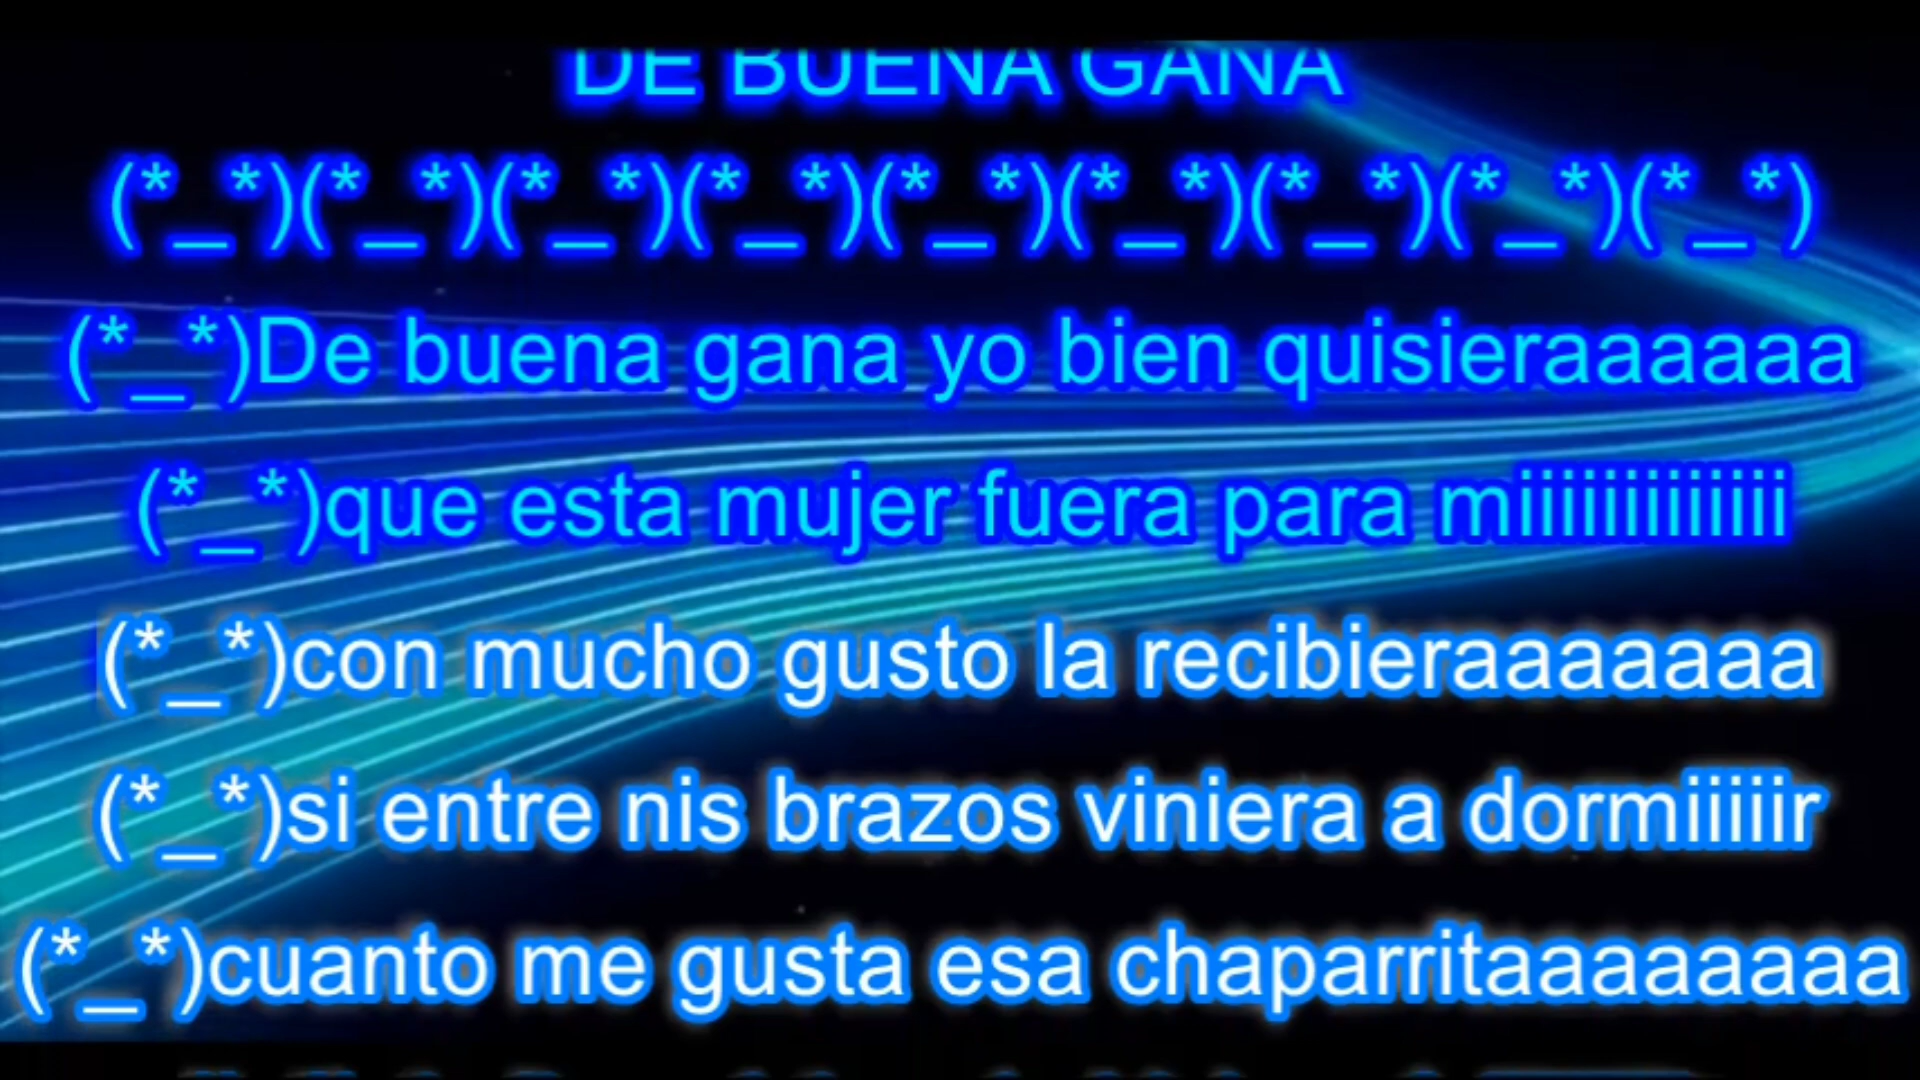 DE BUENA GANA
(*_*)(*_*)(*_*)(*_*)(*_*)(*_*)(*_*)(*_*)(*_*)
(*_*)De buena gana yo bien quisieraaaaaa
(*_*)que esta mujer fuera para miiiiiiiiiiiii
(*_*)con mucho gusto la recibieraaaaaaa
(*_*)si entre nis brazos viniera a dormiiiiir
(*_*)cuanto me gusta esa chaparritaaaaaaaa